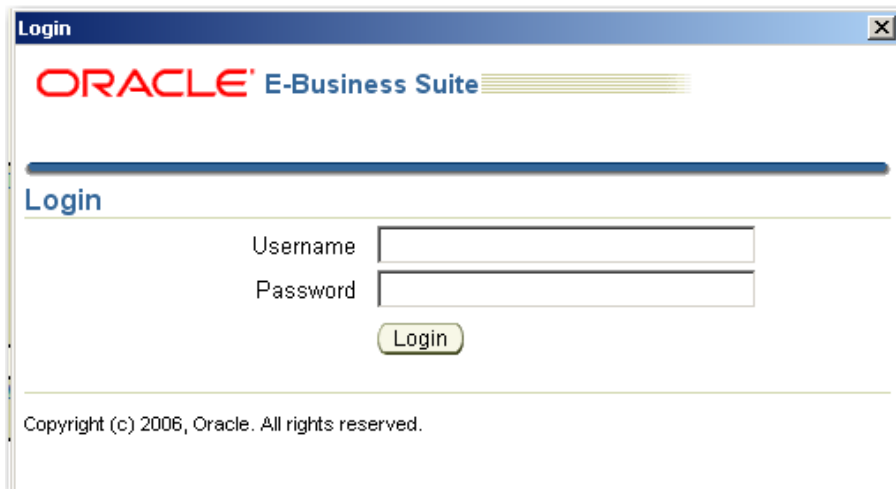 Login
ORACLE' E-Business Suite
Login
Username
Password
Login
Copyright (c) 2006, Oracle. All rights reserved.